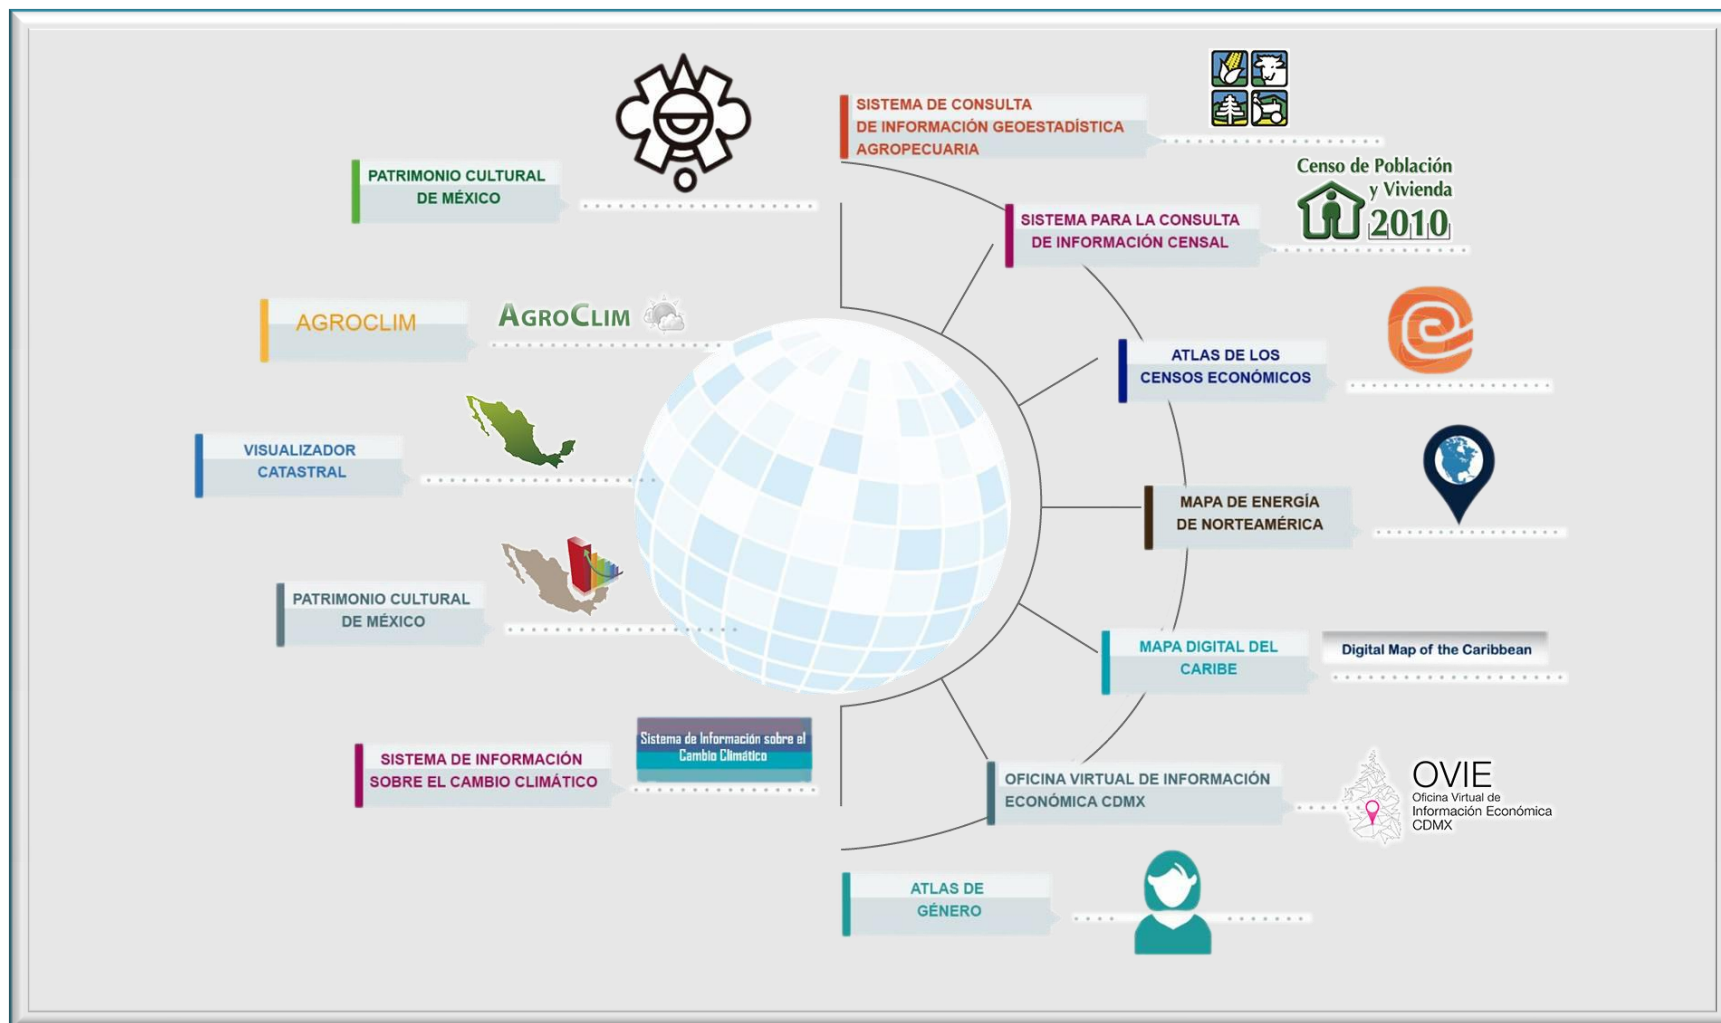 PATRIMONIO CULTURAL
DE MÉXICO
AGROCLIM
AGROCLIM
VISUALIZADOR
CATASTRAL
PATRIMONIO CULTURAL
DE MÉXICO
SISTEMA DE INFORMACIÓN
SOBRE EL CAMBIO CLIMÁTICO
Sistema de Información sobre el
Cambio Climático
SISTEMA DE CONSULTA
DE INFORMACIÓN GEOESTADÍSTICA
AGROPECUARIA
SISTEMA PARA LA CONSULTA
DE INFORMACIÓN CENSAL
Censo de Población
y Vivienda
2010
ATLAS DE LOS
CENSOS ECONÓMICOS
MAPA DE ENERGÍA
DE NORTEAMÉRICA
MAPA DIGITAL DEL
CARIBE
Digital Map of the Caribbean
OFICINA VIRTUAL DE INFORMACIÓN
ECONÓMICA CDMX
OVIE
Oficina Virtual de
Información Económica
CDMX
ATLAS DE
GÉNERO